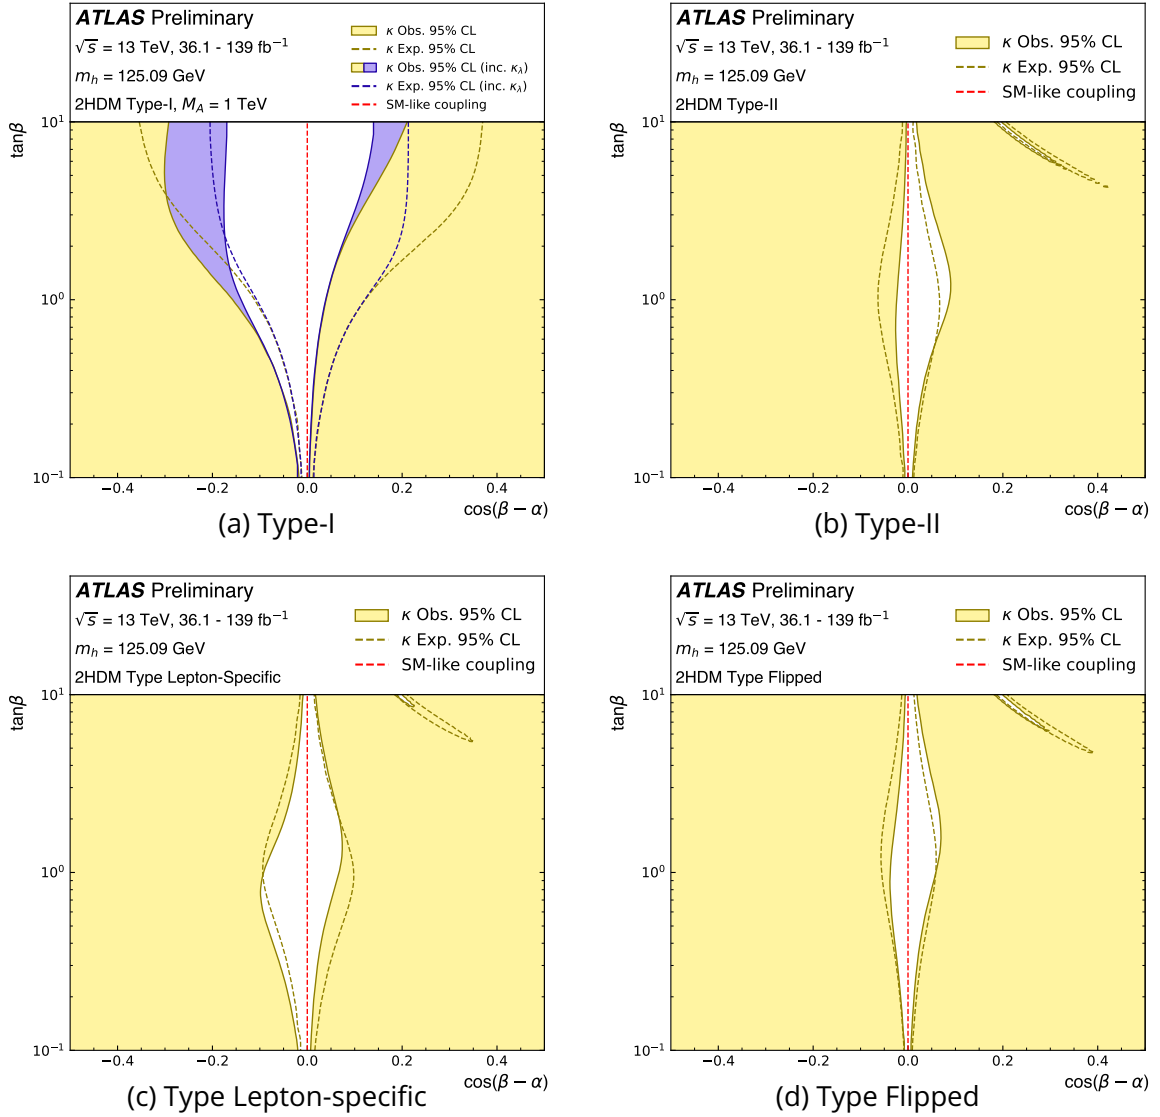 ATLAS Preliminary
√s = 13 TeV, 36.1 - 139 fb⁻¹
m_h = 125.09 GeV
2HDM Type-I, M_A = 1 TeV
κ Obs. 95% CL
κ Exp. 95% CL
κ Obs. 95% CL (inc. κ_λ)
κ Exp. 95% CL (inc. κ_λ)
SM-like coupling
tanβ
10¹
10⁰
10⁻¹
−0.4 −0.2 0.0 0.2 0.4
cos(β − α)
(a) Type-I
ATLAS Preliminary
√s = 13 TeV, 36.1 - 139 fb⁻¹
m_h = 125.09 GeV
2HDM Type-II
κ Obs. 95% CL
κ Exp. 95% CL
SM-like coupling
tanβ
10¹
10⁰
10⁻¹
−0.4 −0.2 0.0 0.2 0.4
cos(β − α)
(b) Type-II
ATLAS Preliminary
√s = 13 TeV, 36.1 - 139 fb⁻¹
m_h = 125.09 GeV
2HDM Type Lepton-Specific
κ Obs. 95% CL
κ Exp. 95% CL
SM-like coupling
tanβ
10¹
10⁰
10⁻¹
−0.4 −0.2 0.0 0.2 0.4
cos(β − α)
(c) Type Lepton-specific
ATLAS Preliminary
√s = 13 TeV, 36.1 - 139 fb⁻¹
m_h = 125.09 GeV
2HDM Type Flipped
κ Obs. 95% CL
κ Exp. 95% CL
SM-like coupling
tanβ
10¹
10⁰
10⁻¹
−0.4 −0.2 0.0 0.2 0.4
cos(β − α)
(d) Type Flipped